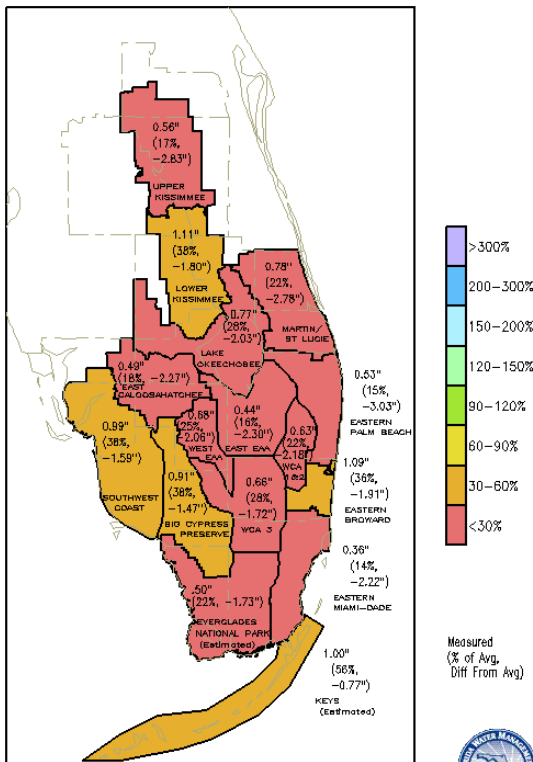 0.56"
(17%,
-2.83")
UPPER
KISSIMMEE
1.11"
(38%,
-1.80")
LOWER
KISSIMMEE
0.78"
(22%,
-2.78")
MARTIN/
ST LUCIE
0.77"
(28%,
-2.03")
LAKE
OKEECHOBEE
0.49"
(18%, -2.27")
EAST
CALOOSAHATCHEE
0.53"
(15%,
-3.03")
EASTERN
PALM BEACH
0.99"
(38%,
-1.59")
SOUTHWEST
COAST
0.68"
(25%,
-2.06")
WEST
EAA
0.44"
(16%,
-2.30")
EAST EAA
0.63"
(22%,
-2.18"
WCA
1 & 2
1.09"
(36%,
-1.91")
EASTERN
BROWARD
0.91"
(38%,
-1.47")
BIG CYPRESS
PRESERVE
0.66"
(28%,
-1.72")
WCA 3
0.36"
(14%,
-2.22")
EASTERN
MIAMI-DADE
.50"
(22%, -1.73")
EVERGLADES
NATIONAL PARK
(Estimated)
1.00"
(56%,
-0.77")
KEYS
(Estimated)
>300%
200-300%
150-200%
120-150%
90-120%
60-90%
30-60%
<30%
Measured
(% of Avg,
Diff From Avg)
WATER